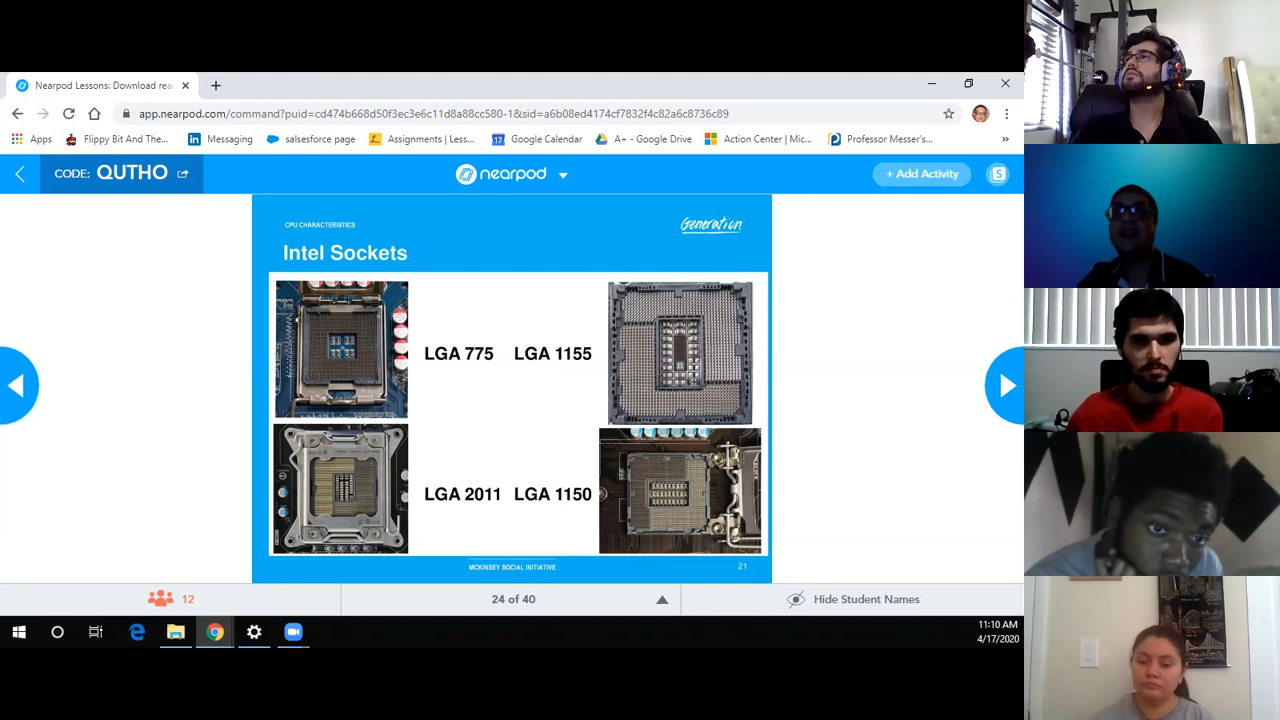 Nearpod Lessons: Download rea
app.nearpod.com/command?puid=cd47b668d50f3ec3e6c11d8a88cc580-1&sid=a6b08ed4174cf7832f4c82a6c8736c89
Apps Flippy Bit And The... Messaging salsesforce page Assignments | Less... Google Calendar A+ - Google Drive Action Center | Mic... Professor Messer's... »
CODE: QUTHO nearpod + Add Activity S
CPU CHARACTERISTICS Generation
Intel Sockets
LGA 775 LGA 1155
LGA 2011 LGA 1150
MCKINSEY SOCIAL INITIATIVE 21
12 24 of 40 Hide Student Names
11:10 AM
4/17/2020